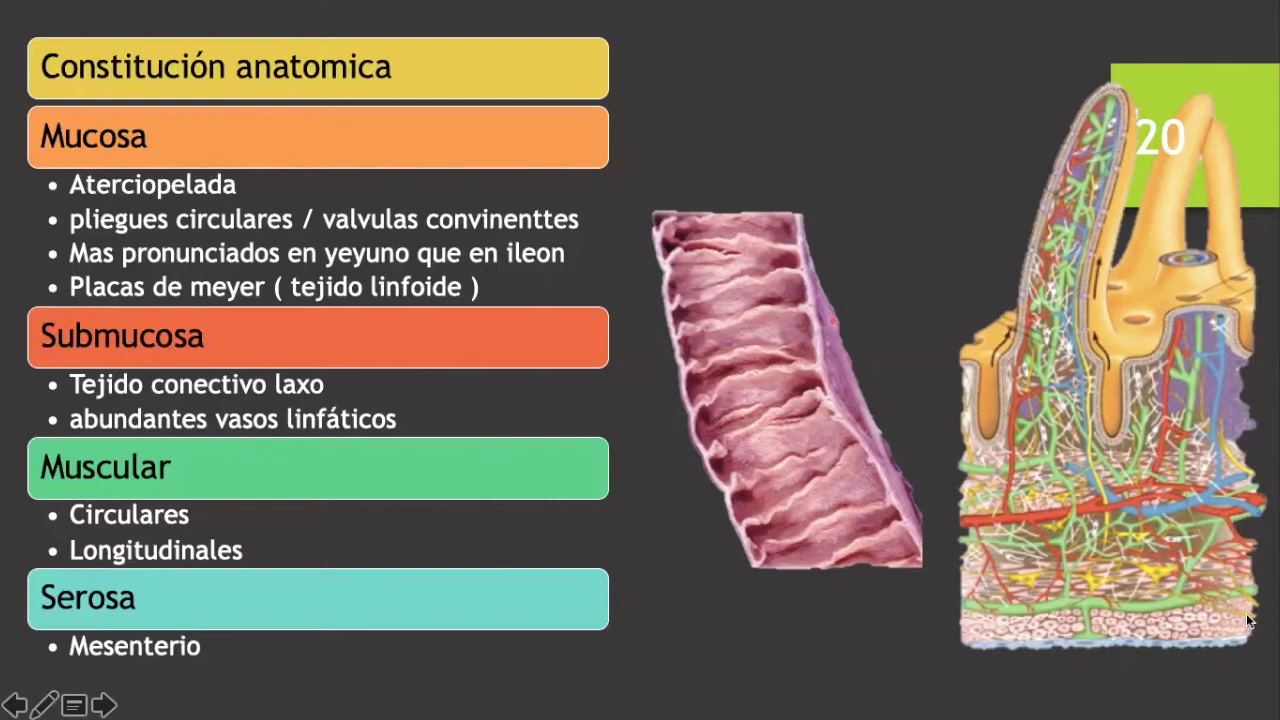 Constitución anatomica
Mucosa
• Aterciopelada
• pliegues circulares / valvulas convinenttes
• Mas pronunciados en yeyuno que en ileon
• Placas de meyer ( tejido linfoide )
Submucosa
• Tejido conectivo laxo
• abundantes vasos linfáticos
Muscular
• Circulares
• Longitudinales
Serosa
• Mesenterio
20